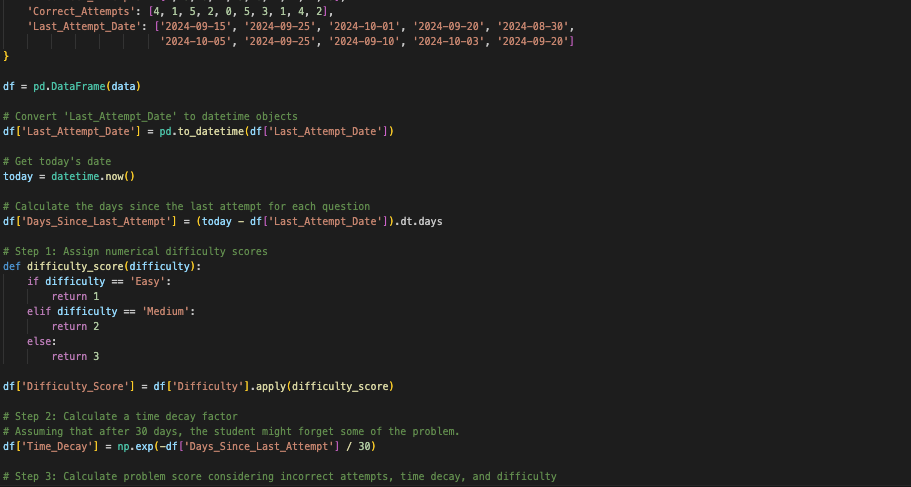 'Correct_Attempts': [4, 1, 5, 2, 0, 5, 3, 1, 4, 2],
'Last_Attempt_Date': ['2024-09-15', '2024-09-25', '2024-10-01', '2024-09-20', '2024-08-30',
'2024-10-05', '2024-09-25', '2024-09-10', '2024-10-03', '2024-09-20']
}
df = pd.DataFrame(data)
# Convert 'Last_Attempt_Date' to datetime objects
df['Last_Attempt_Date'] = pd.to_datetime(df['Last_Attempt_Date'])
# Get today's date
today = datetime.now()
# Calculate the days since the last attempt for each question
df['Days_Since_Last_Attempt'] = (today - df['Last_Attempt_Date']).dt.days
# Step 1: Assign numerical difficulty scores
def difficulty_score(difficulty):
if difficulty == 'Easy':
return 1
elif difficulty == 'Medium':
return 2
else:
return 3
df['Difficulty_Score'] = df['Difficulty'].apply(difficulty_score)
# Step 2: Calculate a time decay factor
# Assuming that after 30 days, the student might forget some of the problem.
df['Time_Decay'] = np.exp(-df['Days_Since_Last_Attempt'] / 30)
# Step 3: Calculate problem score considering incorrect attempts, time decay, and difficulty